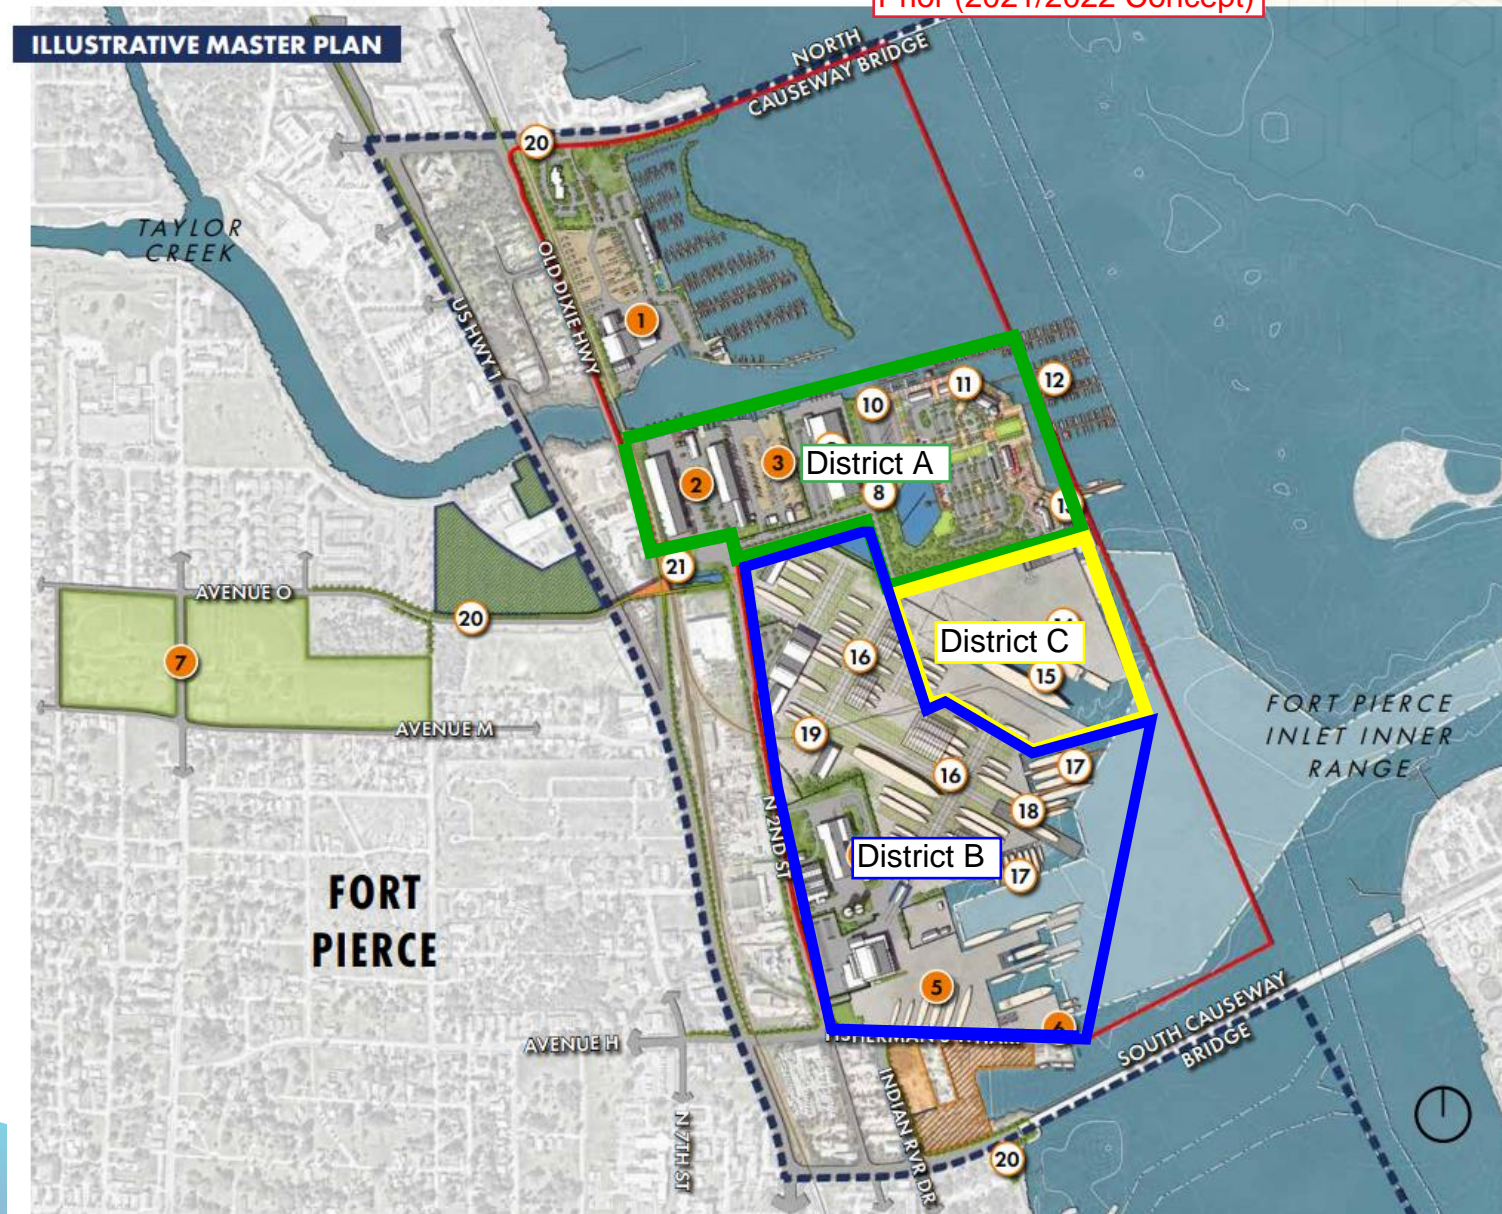 Prior (2021/2022 Concept)
ILLUSTRATIVE MASTER PLAN
NORTH
CAUSEWAY BRIDGE
20
TAYLOR
CREEK
OLD DIXIE HWY
US HWY 1
1
12
11
10
3
District A
2
8
13
21
AVENUE O
20
District C
16
15
7
FORT PIERCE
INLET INNER
RANGE
AVENUE M
19
17
16
18
N 2ND ST
District B
17
FORT
PIERCE
5
6
SOUTH CAUSEWAY
BRIDGE
AVENUE H
INDIAN RVR DR
N 7TH ST
20